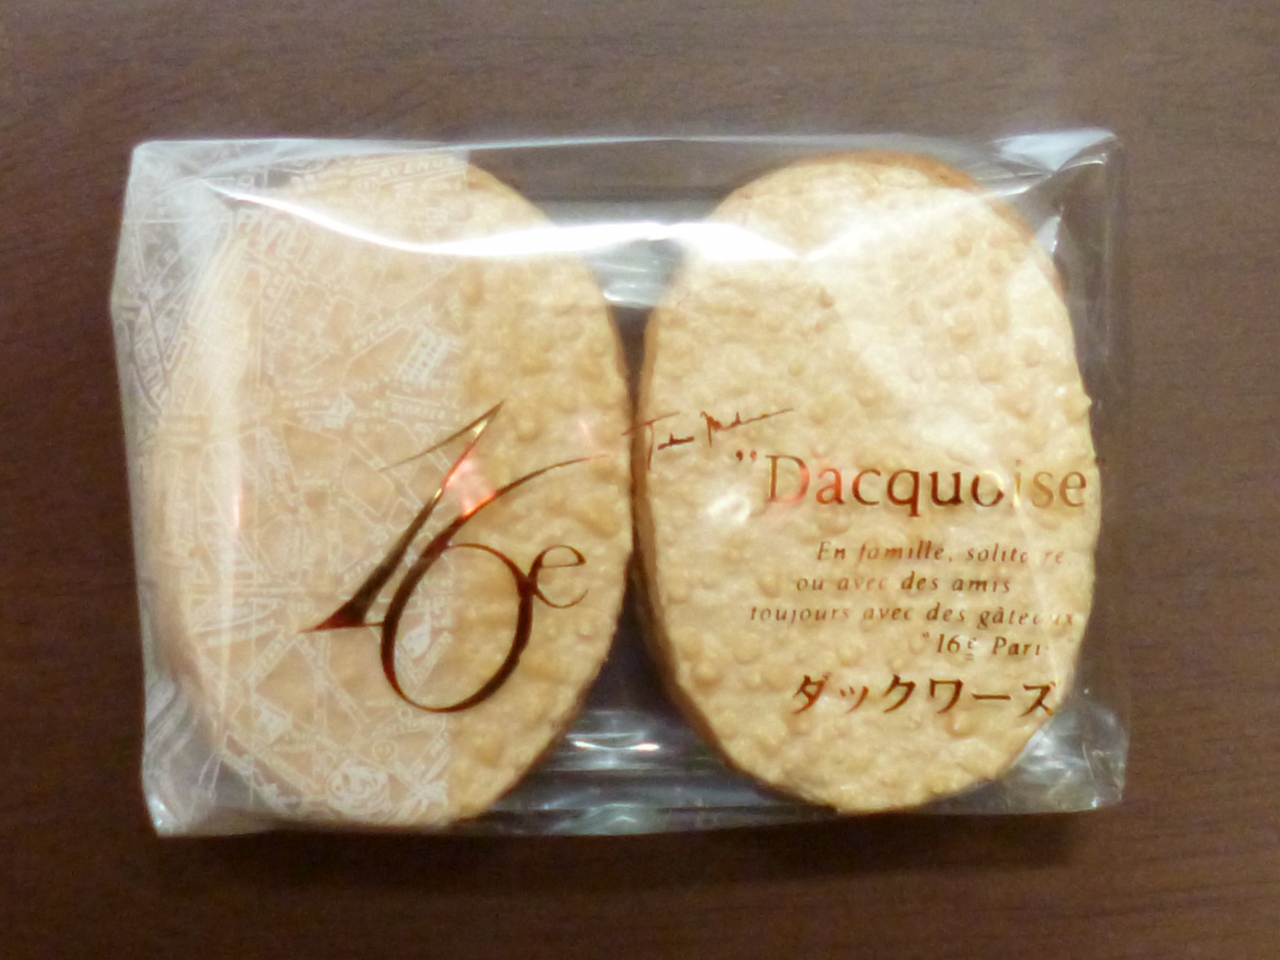 16e
"Dacquoise
En famille, solitaire
ou avec des amis
toujours avec des gâteaux
"16e Paris
ダックワーズ